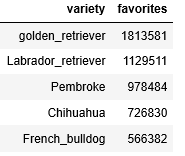 variety favorites
golden_retriever 1813581
Labrador_retriever 1129511
Pembroke 978484
Chihuahua 726830
French_bulldog 566382